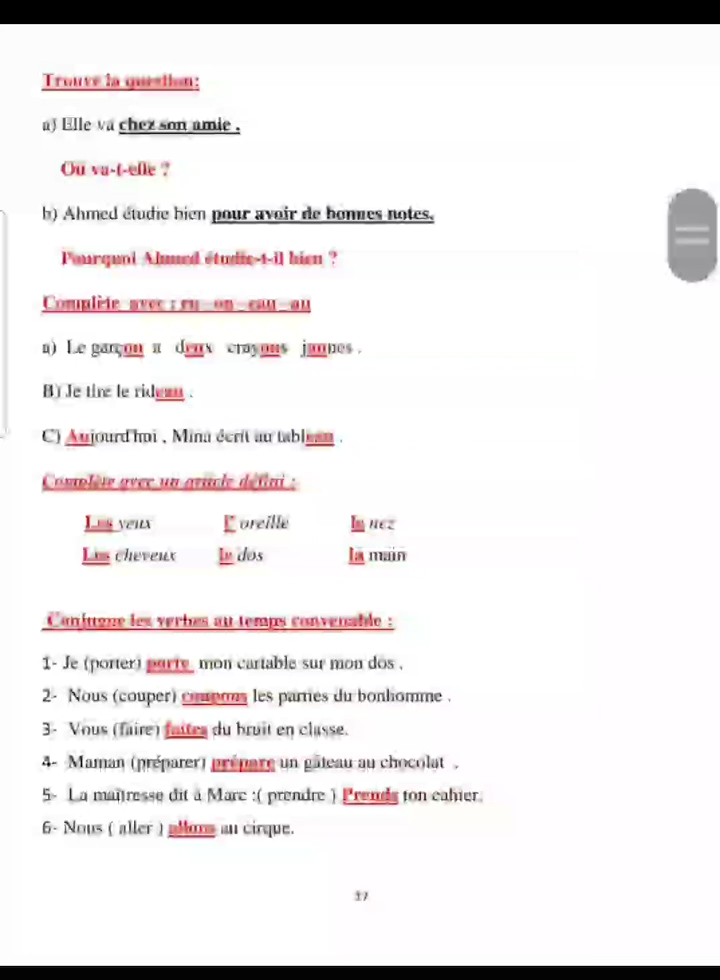 Trouve la question:
a) Elle va chez son amie .
Où va-t-elle ?
b) Ahmed étudie bien pour avoir de bonnes notes.
Pourquoi Ahmed étudie-t-il bien ?
Complète avec : eu – on – eau – au
a) Le garçon a deux crayons jaunes .
B) Je tire le rideau .
C) Aujourd'hui , Mina écrit au tableau .
Complète avec un article défini :
Les yeux L' oreille le nez
Les cheveux le dos la main
Conjugue les verbes au temps convenable :
1- Je (porter) porte mon cartable sur mon dos .
2- Nous (couper) coupons les parties du bonhomme .
3- Vous (faire) faites du bruit en classe.
4- Maman (préparer) prépare un gâteau au chocolat .
5- La maîtresse dit à Marc :( prendre ) Prends ton cahier.
6- Nous ( aller ) allons au cirque.
37